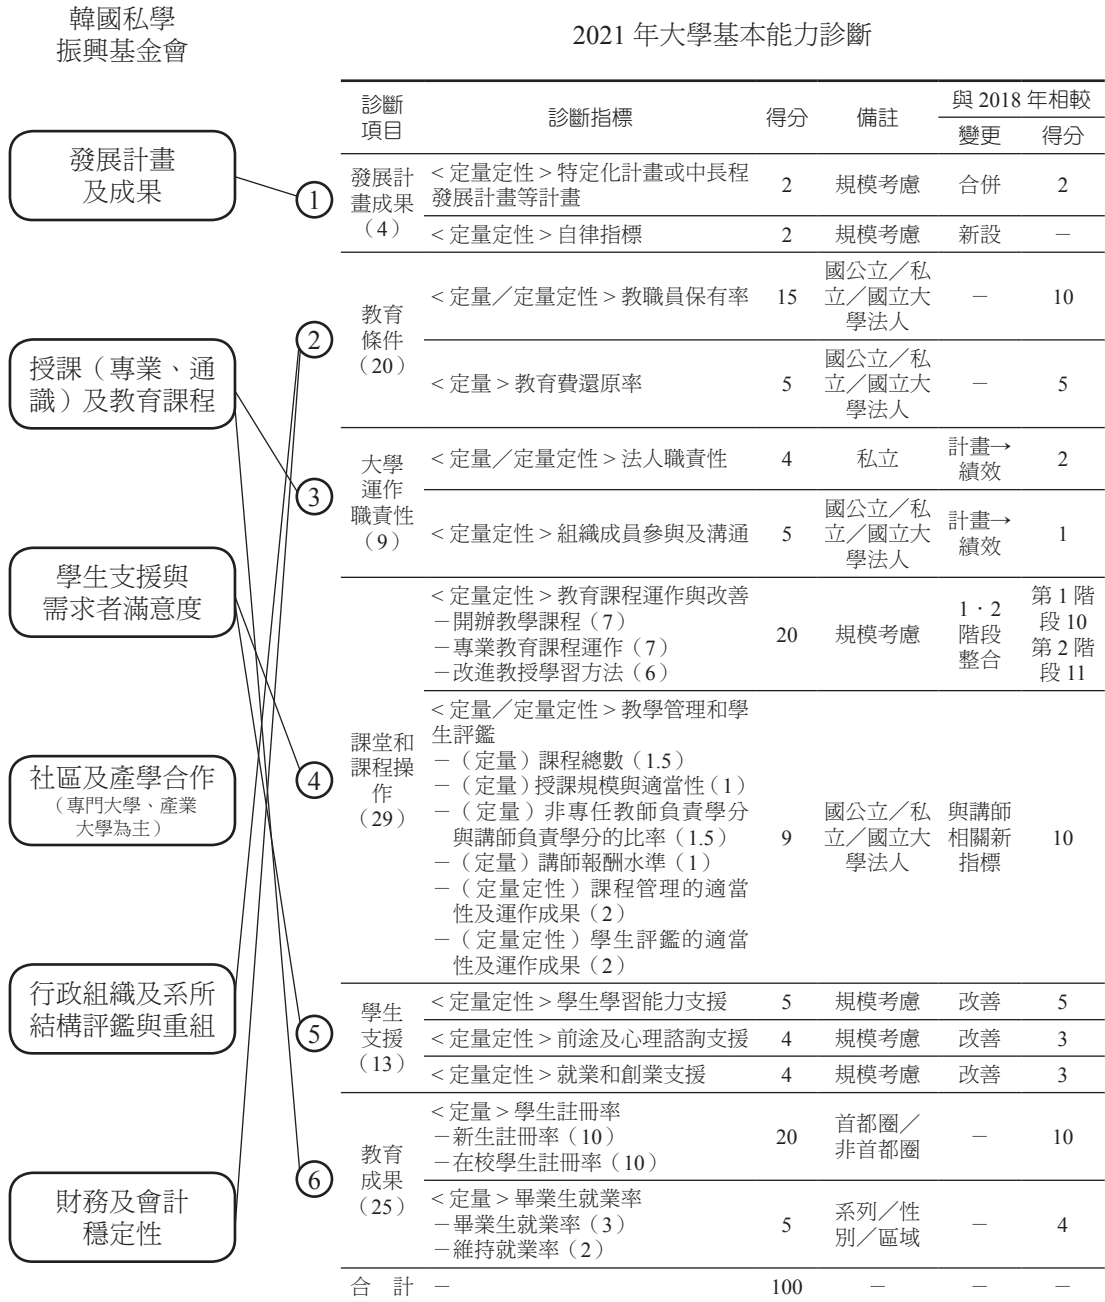 韓國私學
振興基金會
2021 年大學基本能力診斷
發展計畫
及成果
授課（專業、通
識）及教育課程
學生支援與
需求者滿意度
社區及產學合作
（專門大學、產業
大學為主）
行政組織及系所
結構評鑑與重組
財務及會計
穩定性
1
2
3
4
5
6
診斷
項目
診斷指標
得分
備註
與 2018 年相較
變更
得分
發展計
畫成果
（4）
< 定量定性 > 特定化計畫或中長程
發展計畫等計畫
2
規模考慮
合併
2
< 定量定性 > 自律指標
2
規模考慮
新設
－
教育
條件
（20）
< 定量／定量定性 > 教職員保有率
15
國公立／私
立／國立大
學法人
－
10
< 定量 > 教育費還原率
5
國公立／私
立／國立大
學法人
－
5
大學
運作
職責性
（9）
< 定量／定量定性 > 法人職責性
4
私立
計畫→
績效
2
< 定量定性 > 組織成員參與及溝通
5
國公立／私
立／國立大
學法人
計畫→
績效
1
課堂和
課程操
作
（29）
< 定量定性 > 教育課程運作與改善
－開辦教學課程（7）
－專業教育課程運作（7）
－改進教授學習方法（6）
20
規模考慮
1．2
階段
整合
第 1 階
段 10
第 2 階
段 11
< 定量／定量定性 > 教學管理和學
生評鑑
－（定量）課程總數（1.5）
－（定量）授課規模與適當性（1）
－（定量）非專任教師負責學分
與講師負責學分的比率（1.5）
－（定量）講師報酬水準（1）
－（定量定性）課程管理的適當
性及運作成果（2）
－（定量定性）學生評鑑的適當
性及運作成果（2）
9
國公立／私
立／國立大
學法人
與講師
相關新
指標
10
學生
支援
（13）
< 定量定性 > 學生學習能力支援
5
規模考慮
改善
5
< 定量定性 > 前途及心理諮詢支援
4
規模考慮
改善
3
< 定量定性 > 就業和創業支援
4
規模考慮
改善
3
教育
成果
（25）
< 定量 > 學生註冊率
－新生註冊率（10）
－在校學生註冊率（10）
20
首都圈／
非首都圈
－
10
< 定量 > 畢業生就業率
－畢業生就業率（3）
－維持就業率（2）
5
系列／性
別／區域
－
4
合　計
－
100
－
－
－